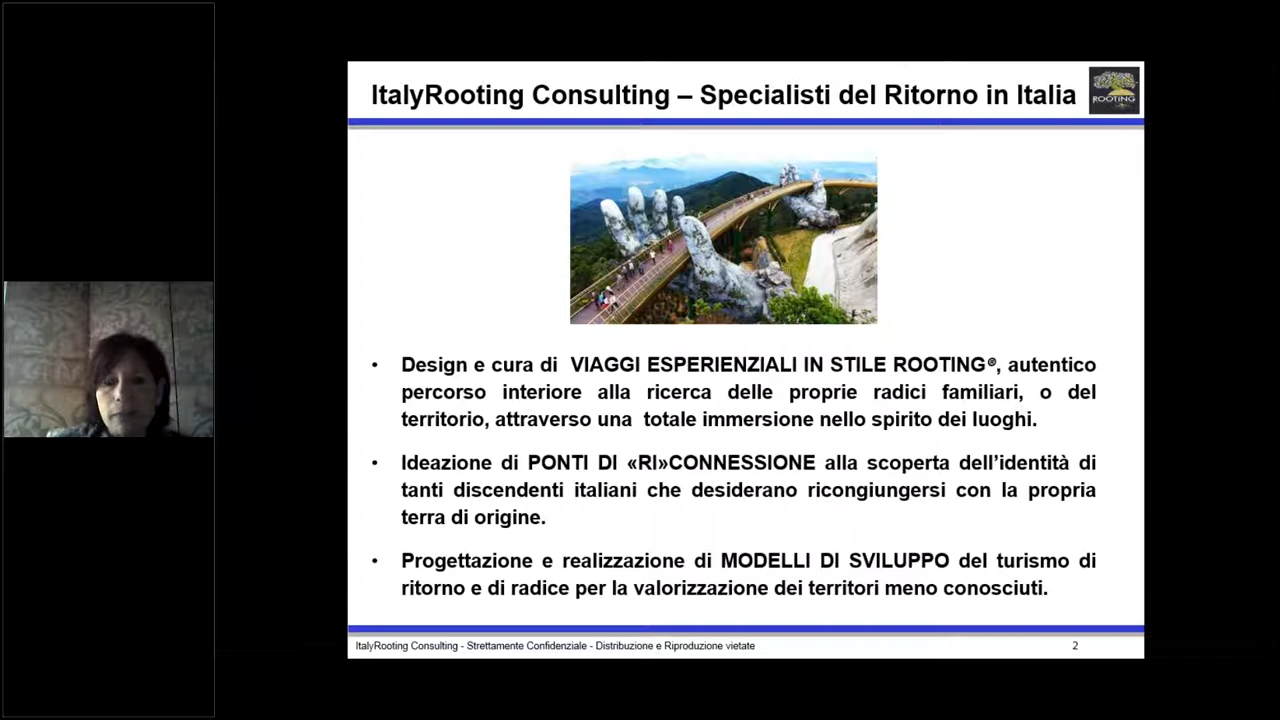 ItalyRooting Consulting – Specialisti del Ritorno in Italia
ROOTING
• Design e cura di VIAGGI ESPERIENZIALI IN STILE ROOTING®, autentico
percorso interiore alla ricerca delle proprie radici familiari, o del
territorio, attraverso una totale immersione nello spirito dei luoghi.
• Ideazione di PONTI DI «RI»CONNESSIONE alla scoperta dell’identità di
tanti discendenti italiani che desiderano ricongiungersi con la propria
terra di origine.
• Progettazione e realizzazione di MODELLI DI SVILUPPO del turismo di
ritorno e di radice per la valorizzazione dei territori meno conosciuti.
ItalyRooting Consulting - Strettamente Confidenziale - Distribuzione e Riproduzione vietate
2